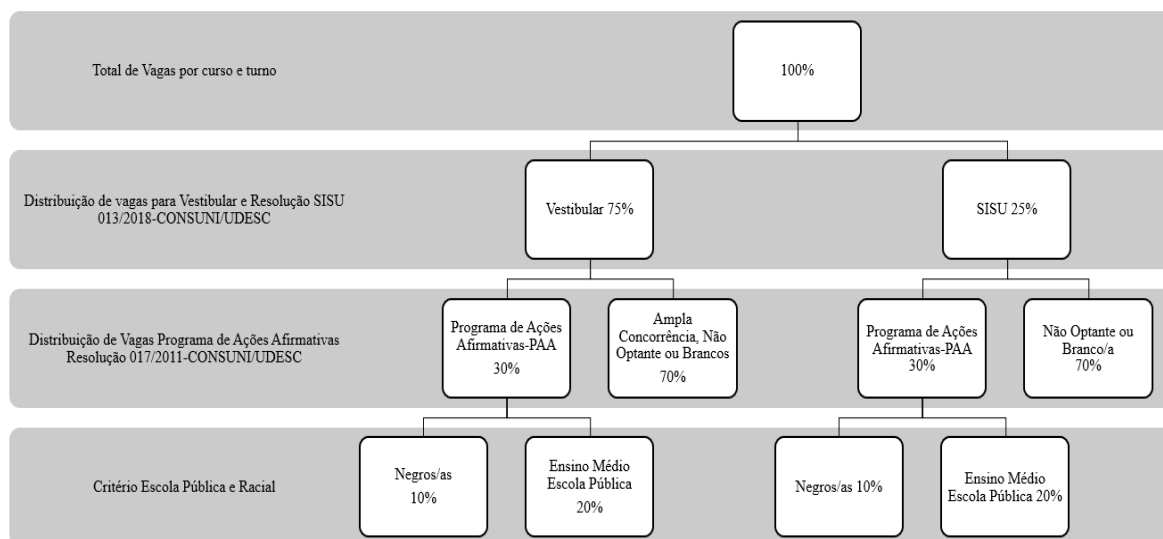 Total de Vagas por curso e turno
100%
Distribuição de vagas para Vestibular e Resolução SISU
013/2018-CONSUNI/UDESC
Vestibular 75%
SISU 25%
Distribuição de Vagas Programa de Ações Afirmativas
Resolução 017/2011-CONSUNI/UDESC
Programa de Ações
Afirmativas-PAA
30%
Ampla
Concorrência, Não
Optante ou Brancos
70%
Programa de Ações
Afirmativas-PAA
30%
Não Optante ou
Branco/a
70%
Critério Escola Pública e Racial
Negros/as
10%
Ensino Médio
Escola Pública
20%
Negros/as 10%
Ensino Médio
Escola Pública 20%